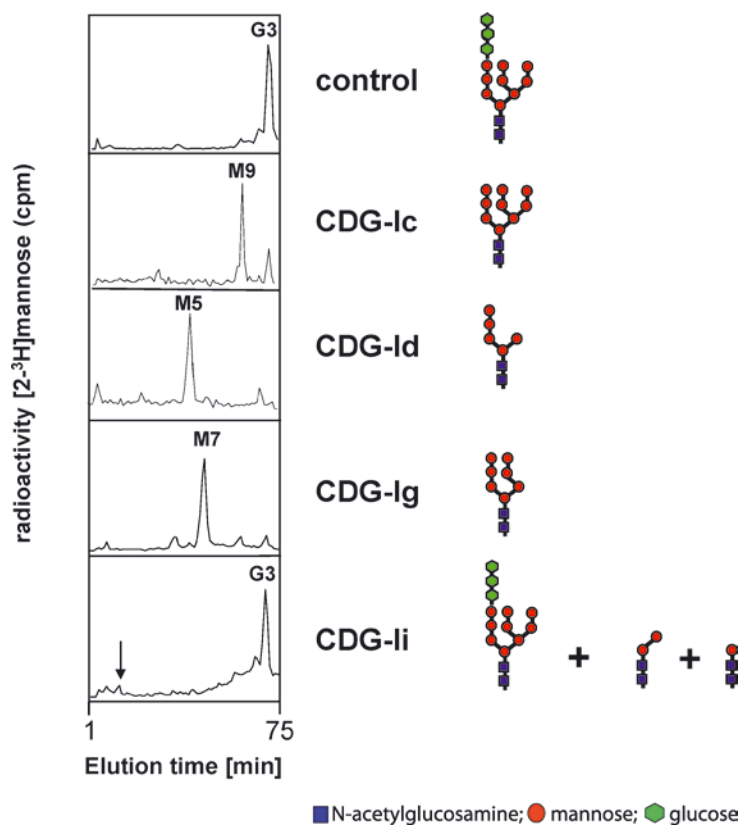 G3
control
M9
CDG-Ic
M5
CDG-Id
M7
CDG-Ig
G3
CDG-Ii
+ +
radioactivity [2-³H]mannose (cpm)
1 75
Elution time [min]
N-acetylglucosamine; mannose; glucose